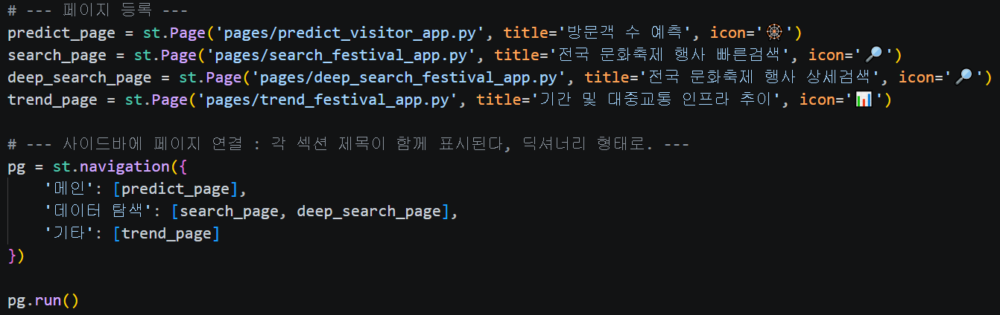 # --- 페이지 등록 ---
predict_page = st.Page('pages/predict_visitor_app.py', title='방문객 수 예측', icon='🎡')
search_page = st.Page('pages/search_festival_app.py', title='전국 문화축제 행사 빠른검색', icon='🔎')
deep_search_page = st.Page('pages/deep_search_festival_app.py', title='전국 문화축제 행사 상세검색', icon='🔎')
trend_page = st.Page('pages/trend_festival_app.py', title='기간 및 대중교통 인프라 추이', icon='📊')
# --- 사이드바에 페이지 연결 : 각 섹션 제목이 함께 표시된다, 딕셔너리 형태로. ---
pg = st.navigation({
    '메인': [predict_page],
    '데이터 탐색': [search_page, deep_search_page],
    '기타': [trend_page]
})
pg.run()